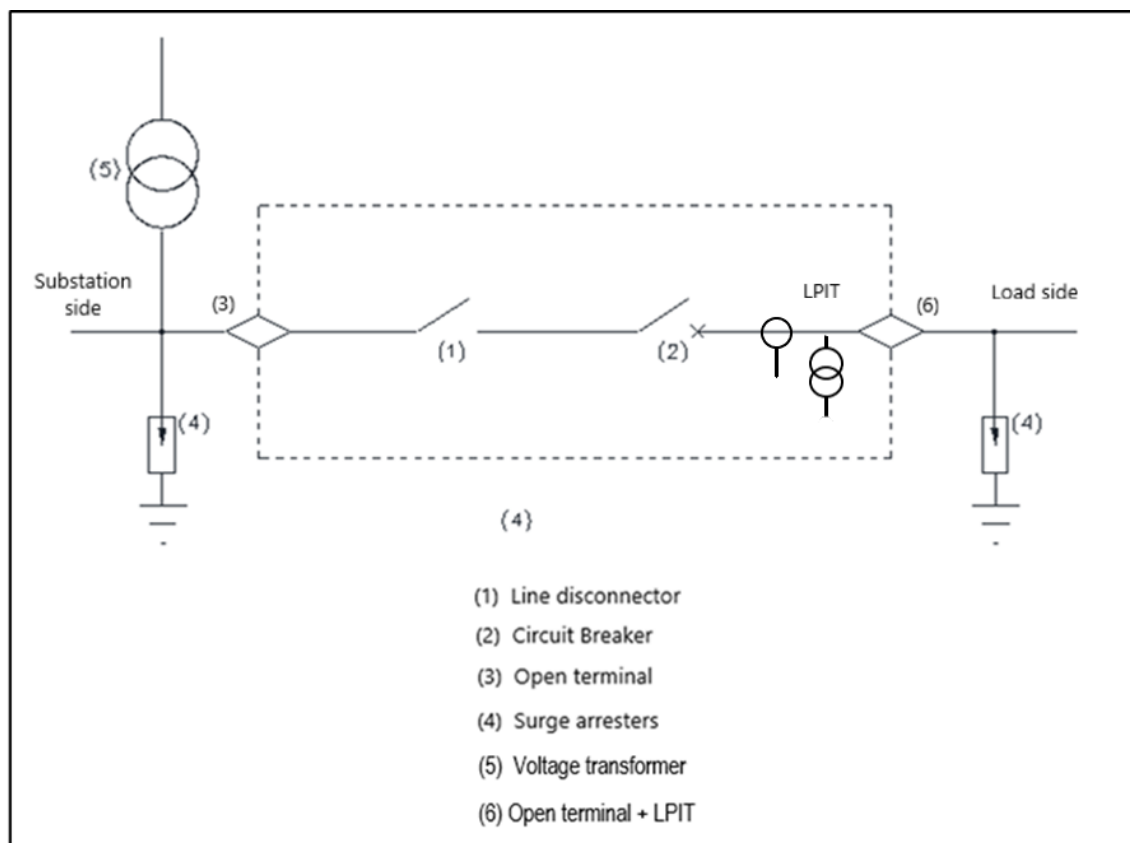 (5)
Substation
side
(3)
(1)
(2)
LPIT
(6)
Load side
(4)
(4)
(4)
(1) Line disconnector
(2) Circuit Breaker
(3) Open terminal
(4) Surge arresters
(5) Voltage transformer
(6) Open terminal + LPIT